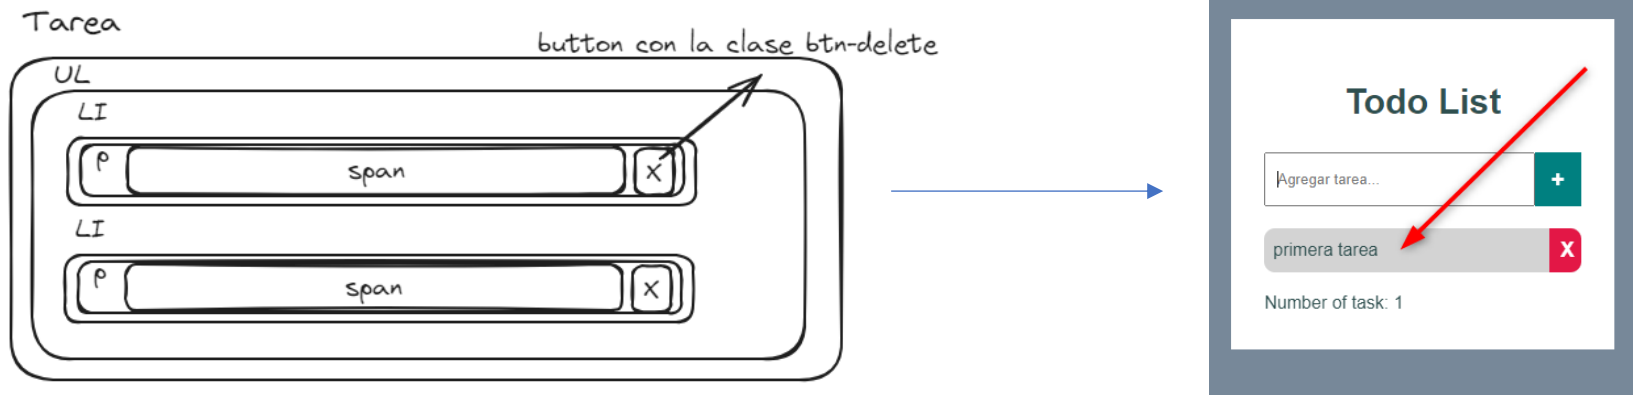 Tarea
button con la clase btn-delete
UL
LI
P
span
X
LI
P
span
X
Todo List
Agregar tarea...
+
primera tarea
X
Number of task: 1